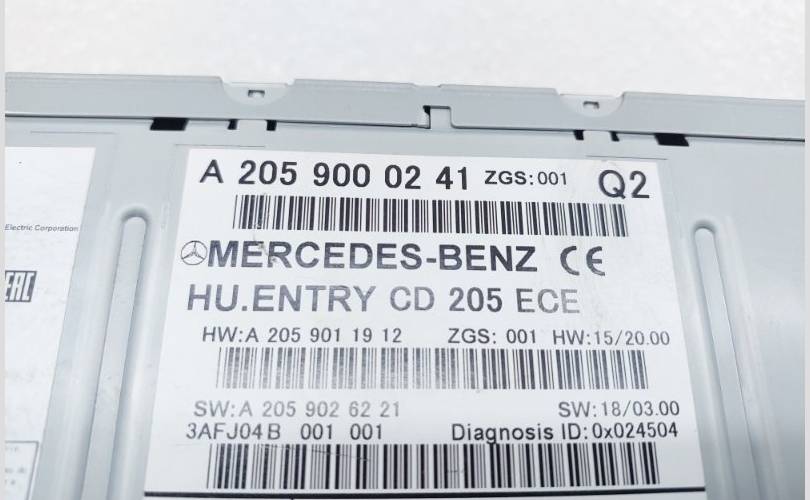 A 205 900 02 41 ZGS:001 Q2
MERCEDES-BENZ CE
HU.ENTRY CD 205 ECE
HW:A 205 901 19 12 ZGS: 001 HW:15/20.00
SW:A 205 902 62 21 SW:18/03.00
3AFJ04B 001 001 Diagnosis ID:0x024504
Electric Corporation
EAC